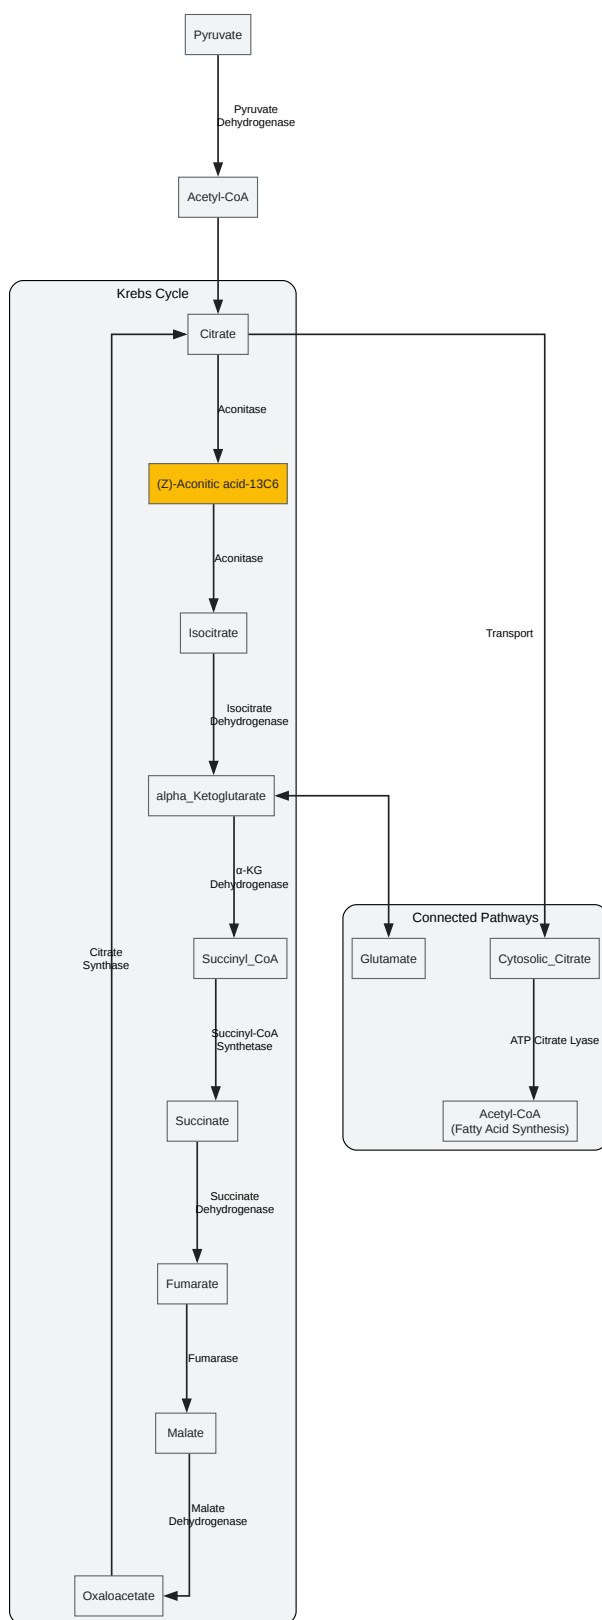 Pyruvate
Pyruvate
Dehydrogenase
Acetyl-CoA
Krebs Cycle
Citrate
Aconitase
(Z)-Aconitic acid-13C6
Aconitase
Isocitrate
Transport
Isocitrate
Dehydrogenase
alpha_Ketoglutarate
α-KG
Dehydrogenase
Connected Pathways
Citrate
Synthase
Succinyl_CoA
Glutamate
Cytosolic_Citrate
Succinyl-CoA
Synthetase
ATP Citrate Lyase
Succinate
Acetyl-CoA
(Fatty Acid Synthesis)
Succinate
Dehydrogenase
Fumarate
Fumarase
Malate
Malate
Dehydrogenase
Oxaloacetate